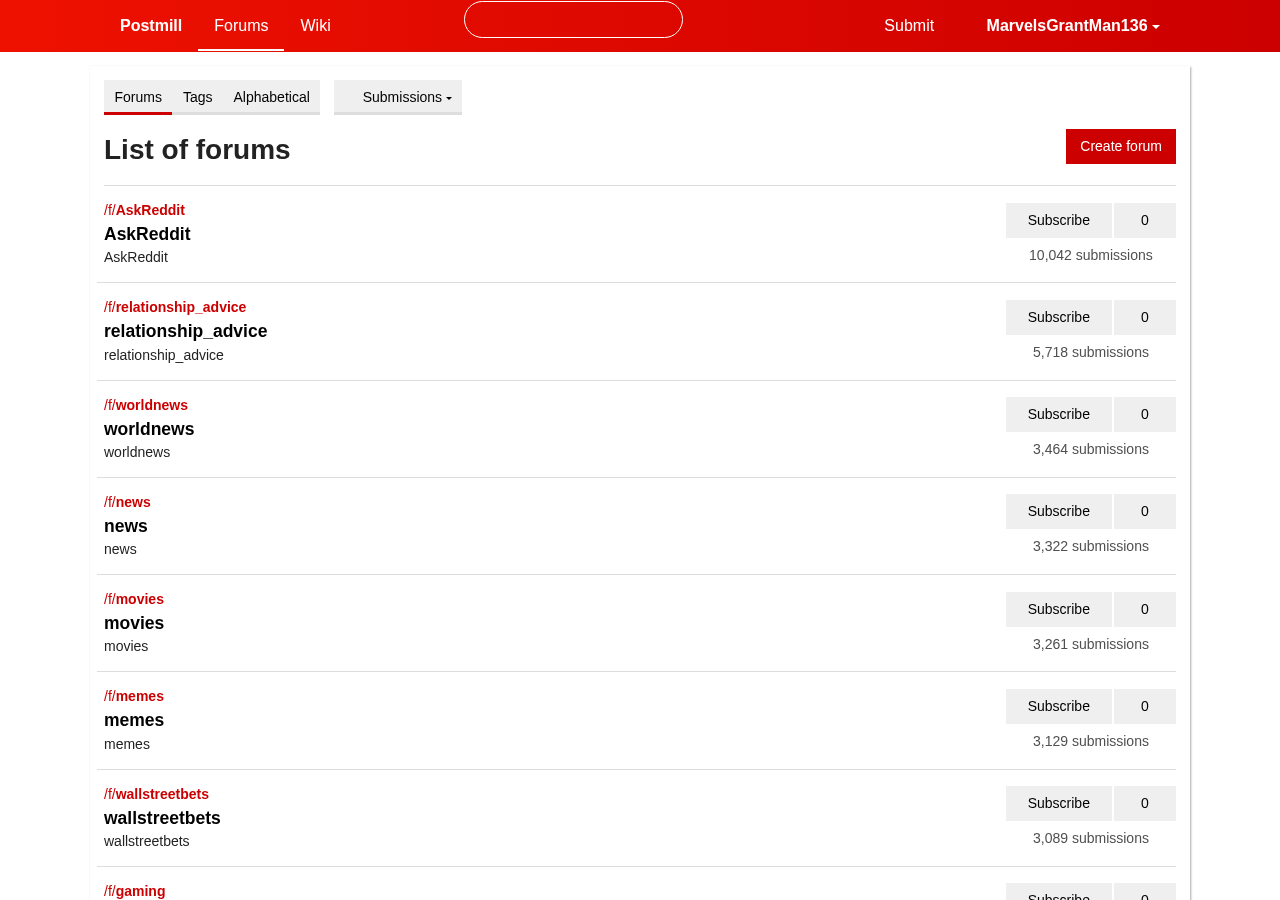 Postmill Forums Wiki Submit MarvelsGrantMan136
Forums Tags Alphabetical Submissions
List of forums Create forum
/f/AskReddit
AskReddit
AskReddit
Subscribe 0
10,042 submissions
/f/relationship_advice
relationship_advice
relationship_advice
Subscribe 0
5,718 submissions
/f/worldnews
worldnews
worldnews
Subscribe 0
3,464 submissions
/f/news
news
news
Subscribe 0
3,322 submissions
/f/movies
movies
movies
Subscribe 0
3,261 submissions
/f/memes
memes
memes
Subscribe 0
3,129 submissions
/f/wallstreetbets
wallstreetbets
wallstreetbets
Subscribe 0
3,089 submissions
/f/gaming
Subscribe 0